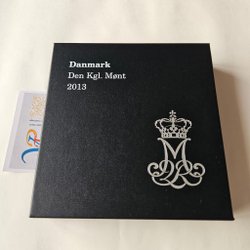 Danmark
Den Kgl. Mønt
2013